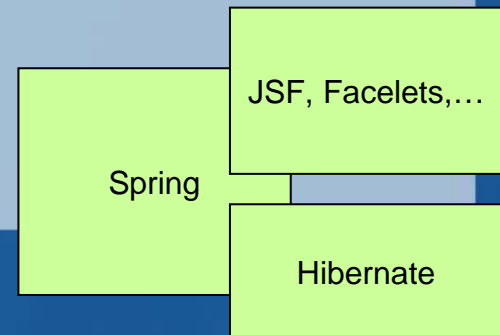 JSF, Facelets,…
Spring
Hibernate